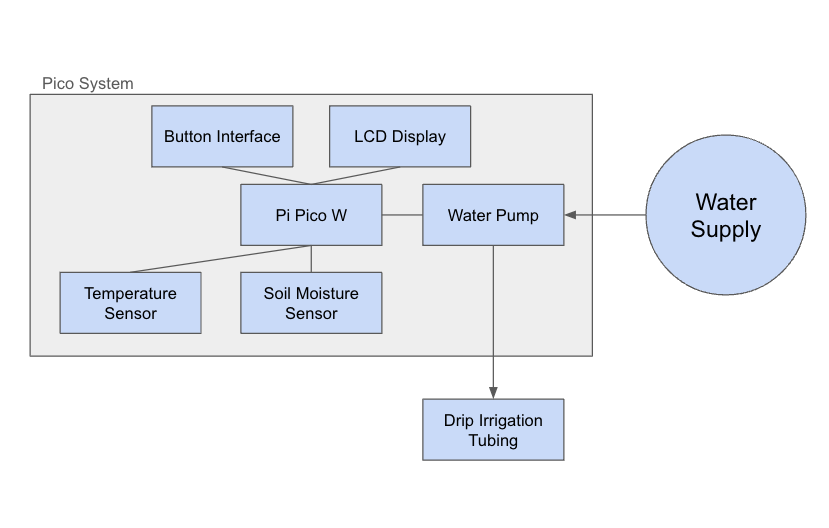 Pico System
Button Interface
LCD Display
Pi Pico W
Water Pump
Water
Supply
Temperature
Sensor
Soil Moisture
Sensor
Drip Irrigation
Tubing